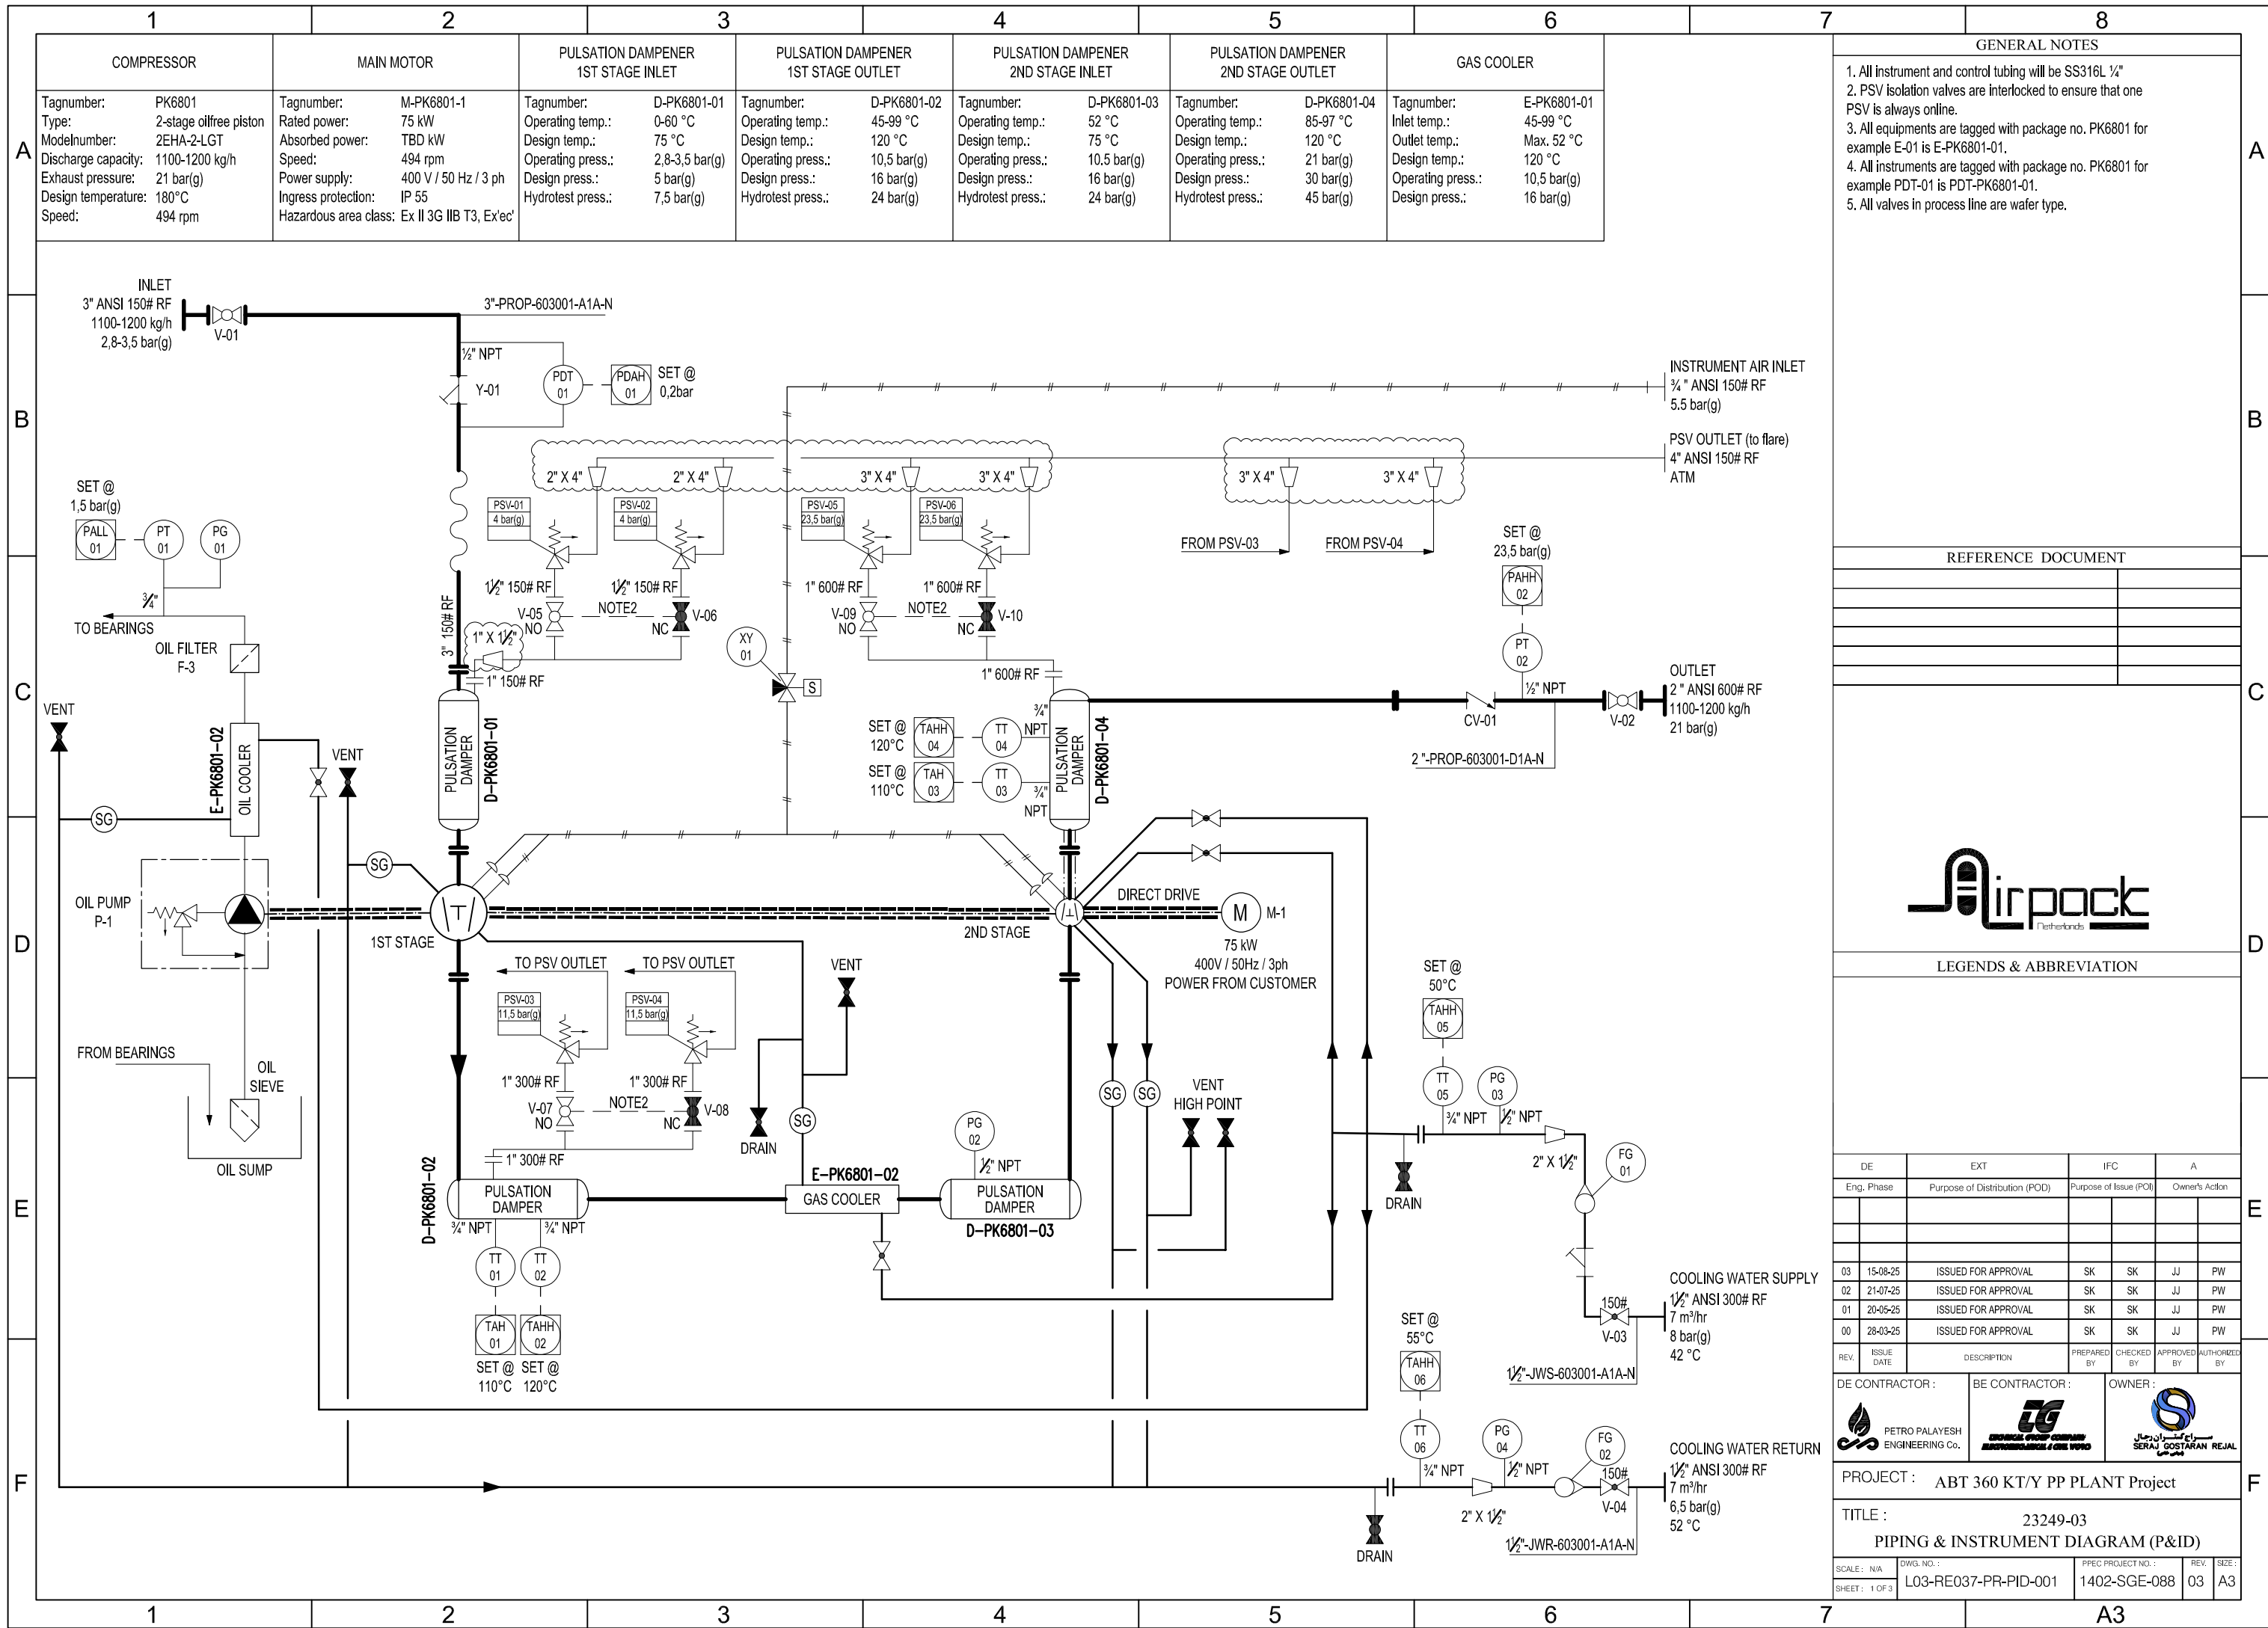 1 2 3 4 5 6 7 8
A B C D E F
COMPRESSOR
Tagnumber: PK6801
Type: 2-stage oilfree piston
Modelnumber: 2EHA-2-LGT
Discharge capacity: 1100-1200 kg/h
Exhaust pressure: 21 bar(g)
Design temperature: 180°C
Speed: 494 rpm
MAIN MOTOR
Tagnumber: M-PK6801-1
Rated power: 75 kW
Absorbed power: TBD kW
Speed: 494 rpm
Power supply: 400 V / 50 Hz / 3 ph
Ingress protection: IP 55
Hazardous area class: Ex II 3G IIB T3, Ex'ec'
PULSATION DAMPENER
1ST STAGE INLET
Tagnumber: D-PK6801-01
Operating temp.: 0-60 °C
Design temp.: 75 °C
Operating press.: 2,8-3,5 bar(g)
Design press.: 5 bar(g)
Hydrotest press.: 7,5 bar(g)
PULSATION DAMPENER
1ST STAGE OUTLET
Tagnumber: D-PK6801-02
Operating temp.: 45-99 °C
Design temp.: 120 °C
Operating press.: 10,5 bar(g)
Design press.: 16 bar(g)
Hydrotest press.: 24 bar(g)
PULSATION DAMPENER
2ND STAGE INLET
Tagnumber: D-PK6801-03
Operating temp.: 52 °C
Design temp.: 75 °C
Operating press.: 10,5 bar(g)
Design press.: 16 bar(g)
Hydrotest press.: 24 bar(g)
PULSATION DAMPENER
2ND STAGE OUTLET
Tagnumber: D-PK6801-04
Operating temp.: 85-97 °C
Design temp.: 120 °C
Operating press.: 21 bar(g)
Design press.: 30 bar(g)
Hydrotest press.: 45 bar(g)
GAS COOLER
Tagnumber: E-PK6801-01
Inlet temp.: 45-99 °C
Outlet temp.: Max. 52 °C
Design temp.: 120 °C
Operating press.: 10,5 bar(g)
Design press.: 16 bar(g)
GENERAL NOTES
1. All instrument and control tubing will be SS316L ¼"
2. PSV isolation valves are interlocked to ensure that one
PSV is always online.
3. All equipments are tagged with package no. PK6801 for
example E-01 is E-PK6801-01.
4. All instruments are tagged with package no. PK6801 for
example PDT-01 is PDT-PK6801-01.
5. All valves in process line are wafer type.
INLET
3" ANSI 150# RF
1100-1200 kg/h
2,8-3,5 bar(g)
V-01
3"-PROP-603001-A1A-N
½" NPT
Y-01
PDT
01
PDAH
01
SET @
0,2bar
INSTRUMENT AIR INLET
¾ " ANSI 150# RF
5.5 bar(g)
PSV OUTLET (to flare)
4" ANSI 150# RF
ATM
2" X 4"
2" X 4"
3" X 4"
3" X 4"
3" X 4"
3" X 4"
PSV-01
4 bar(g)
PSV-02
4 bar(g)
PSV-05
23,5 bar(g)
PSV-06
23,5 bar(g)
FROM PSV-03
FROM PSV-04
SET @
1,5 bar(g)
PALL
01
PT
01
PG
01
¾"
TO BEARINGS
OIL FILTER
F-3
3" 150# RF
1½" 150# RF
1½" 150# RF
1" 600# RF
1" 600# RF
V-05
NO
NOTE2
V-06
NC
V-09
NO
NOTE2
V-10
NC
1" X 1½"
1" 150# RF
XY
01
S
1" 600# RF
SET @
23,5 bar(g)
PAHH
02
PT
02
½" NPT
CV-01
V-02
OUTLET
2 " ANSI 600# RF
1100-1200 kg/h
21 bar(g)
2 "-PROP-603001-D1A-N
VENT
VENT
E-PK6801-02
OIL COOLER
PULSATION
DAMPER
D-PK6801-01
SET @
120°C
TAHH
04
TT
04
¾"
NPT
SET @
110°C
TAH
03
TT
03
¾"
NPT
PULSATION
DAMPER
D-PK6801-04
SG
SG
OIL PUMP
P-1
1ST STAGE
2ND STAGE
DIRECT DRIVE
M
M-1
75 kW
400V / 50Hz / 3ph
POWER FROM CUSTOMER
TO PSV OUTLET
TO PSV OUTLET
PSV-03
11,5 bar(g)
PSV-04
11,5 bar(g)
VENT
FROM BEARINGS
OIL
SIEVE
OIL SUMP
1" 300# RF
1" 300# RF
V-07
NO
NOTE2
V-08
NC
1" 300# RF
DRAIN
SG
SG
SG
VENT
HIGH POINT
PG
02
½" NPT
D-PK6801-02
PULSATION
DAMPER
¾" NPT
¾" NPT
E-PK6801-02
GAS COOLER
PULSATION
DAMPER
D-PK6801-03
TT
01
TT
02
TAH
01
TAHH
02
SET @
110°C
SET @
120°C
SET @
50°C
TAHH
05
TT
05
PG
03
¾" NPT
½" NPT
2" X 1½"
FG
01
DRAIN
COOLING WATER SUPPLY
1½" ANSI 300# RF
7 m³/hr
8 bar(g)
42 °C
150#
V-03
1½"-JWS-603001-A1A-N
SET @
55°C
TAHH
06
TT
06
PG
04
¾" NPT
½" NPT
2" X 1½"
FG
02
150#
V-04
DRAIN
COOLING WATER RETURN
1½" ANSI 300# RF
7 m³/hr
6,5 bar(g)
52 °C
1½"-JWR-603001-A1A-N
REFERENCE DOCUMENT
Airpack
Netherlands
LEGENDS & ABBREVIATION
DE EXT IFC A
Eng. Phase Purpose of Distribution (POD) Purpose of Issue (POI) Owner's Action
03 15-08-25 ISSUED FOR APPROVAL SK SK JJ PW
02 21-07-25 ISSUED FOR APPROVAL SK SK JJ PW
01 20-05-25 ISSUED FOR APPROVAL SK SK JJ PW
00 28-03-25 ISSUED FOR APPROVAL SK SK JJ PW
REV. ISSUE DATE DESCRIPTION PREPARED BY CHECKED BY APPROVED BY AUTHORIZED BY
DE CONTRACTOR :
PETRO PALAYESH
ENGINEERING Co.
BE CONTRACTOR :
TG
TECHNICAL GROUP COMPANY
ELECTROMECHANICAL & CIVIL WORKS
OWNER :
SERAJ GOSTARAN REJAL
PROJECT : ABT 360 KT/Y PP PLANT Project
TITLE : 23249-03
PIPING & INSTRUMENT DIAGRAM (P&ID)
SCALE : N/A
SHEET : 1 OF 3
DWG. NO. :
L03-RE037-PR-PID-001
PPEC PROJECT NO. :
1402-SGE-088
REV.
03
SIZE :
A3
A B C D E F
1 2 3 4 5 6 7 A3